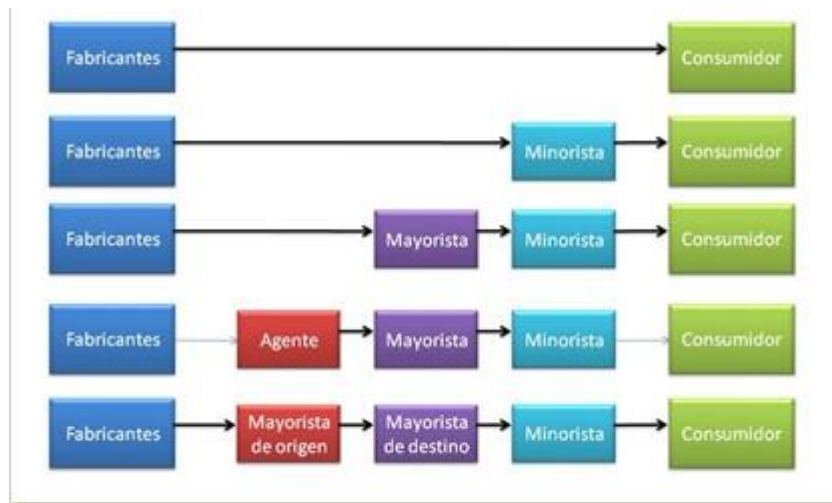 Fabricantes Consumidor
Fabricantes Minorista Consumidor
Fabricantes Mayorista Minorista Consumidor
Fabricantes Agente Mayorista Minorista Consumidor
Fabricantes Mayorista de origen Mayorista de destino Minorista Consumidor